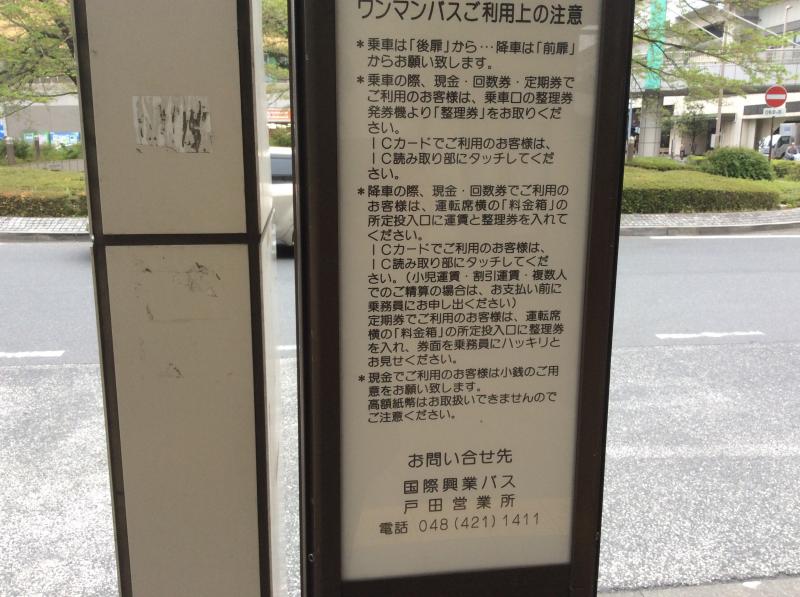 ワンマンバスご利用上の注意
*乗車は「後扉」から…降車は「前扉」
からお願い致します。
*乗車の際、現金・回数券・定期券で
ご利用のお客様は、乗車口の整理券
発券機より「整理券」をお取りくだ
さい。
ICカードでご利用のお客様は、
IC読み取り部にタッチしてくだ
さい。
*降車の際、現金・回数券でご利用の
お客様は、運転席横の「料金箱」の
所定投入口に運賃と整理券を入れて
ください。
ICカードでご利用のお客様は、
IC読み取り部にタッチしてくだ
さい。(小児運賃・割引運賃・複数人
でのご精算の場合は、お支払い前に
乗務員にお申し出ください)
定期券でご利用のお客様は、運転席
横の「料金箱」の所定投入口に整理券
を入れ、券面を乗務員にハッキリと
お見せください。
*現金でご利用のお客様は小銭のご用
意をお願い致します。
高額紙幣はお取扱いできませんので
ご注意ください。
お問い合せ先
国際興業バス
戸田営業所
電話 048(421)1411